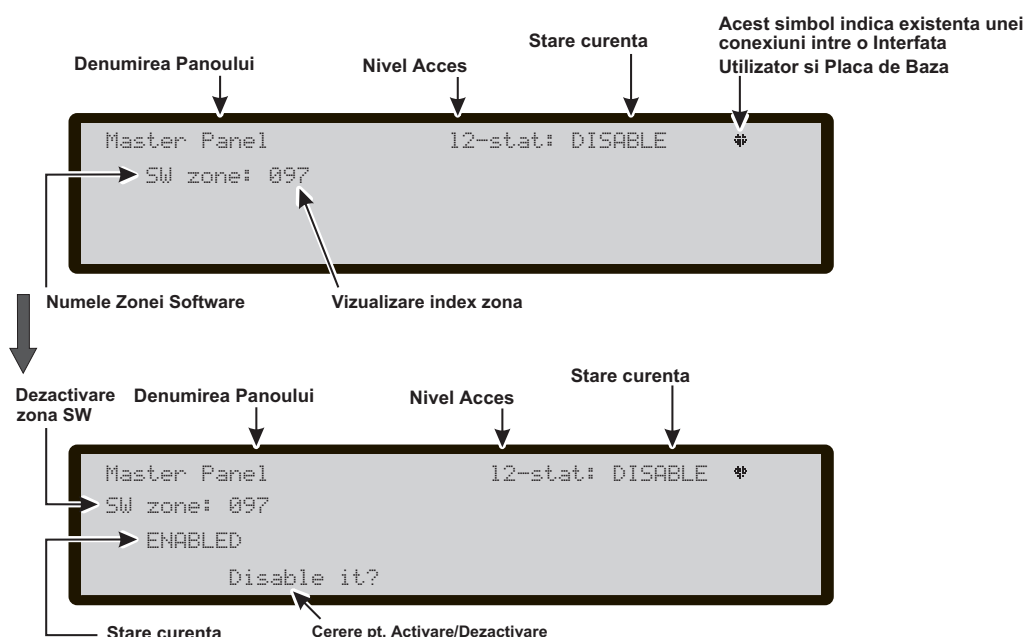 Acest simbol indica existenta unei
conexiuni intre o Interfata
Utilizator si Placa de Baza
Stare curenta
Denumirea Panoului
Nivel Acces
Master Panel 12-stat: DISABLE
SW zone: 097
Numele Zonei Software
Vizualizare index zona
Stare curenta
Dezactivare
zona SW
Denumirea Panoului
Nivel Acces
Master Panel 12-stat: DISABLE
SW zone: 097
ENABLED
Disable it?
Stare curenta
Cerere pt. Activare/Dezactivare